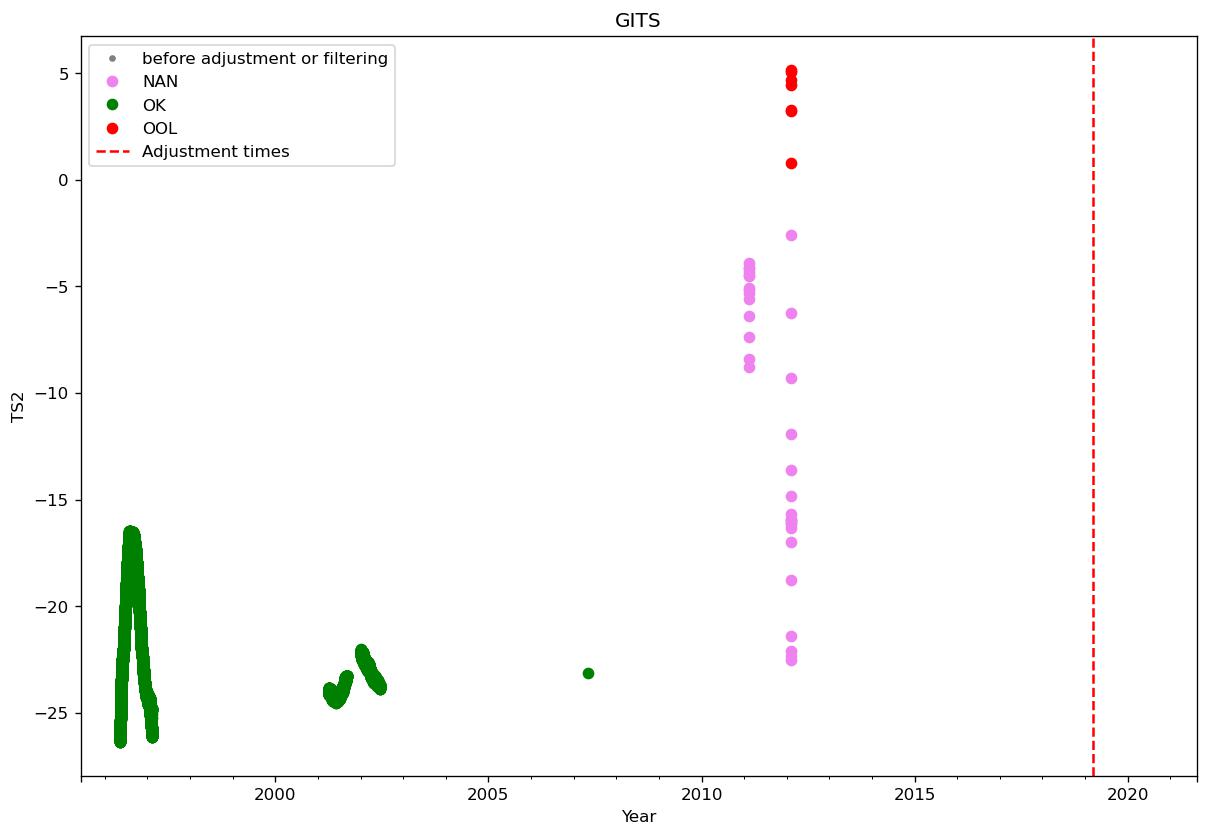 GITS
before adjustment or filtering
NAN
OK
OOL
Adjustment times
5
0
−5
−10
−15
−20
−25
TS2
2000 2005 2010 2015 2020
Year